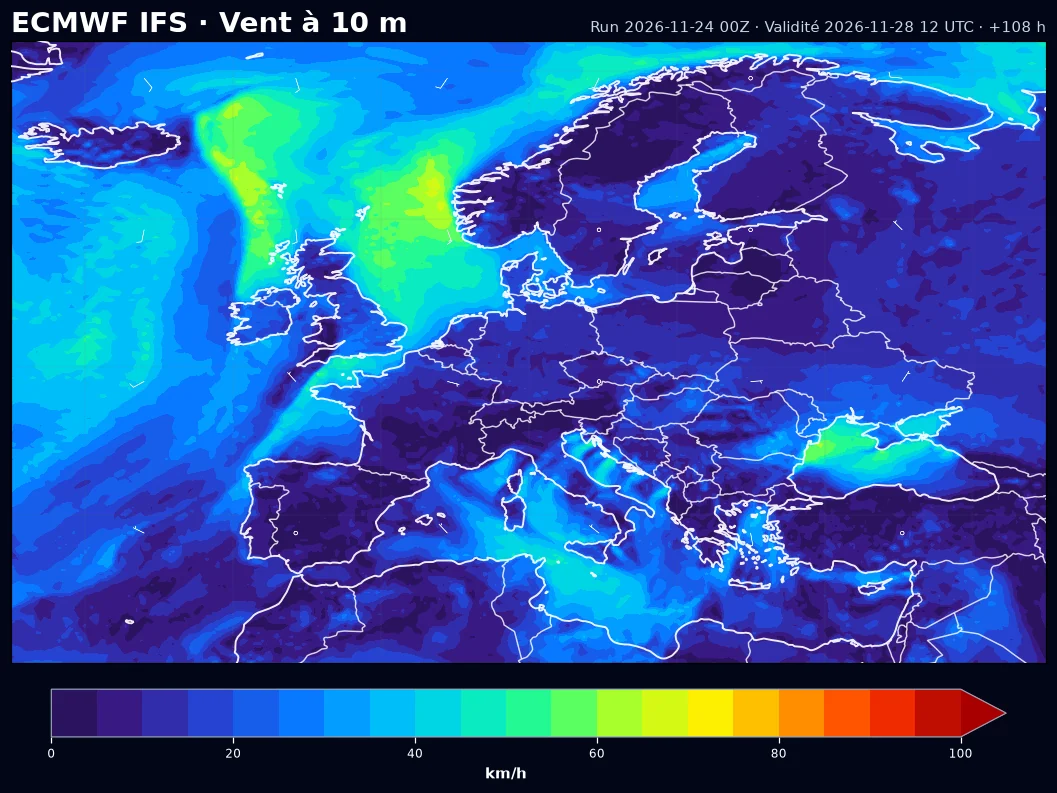 ECMWF IFS · Vent à 10 m
Run 2026-11-24 00Z · Validité 2026-11-28 12 UTC · +108 h
0 20 40 60 80 100
km/h